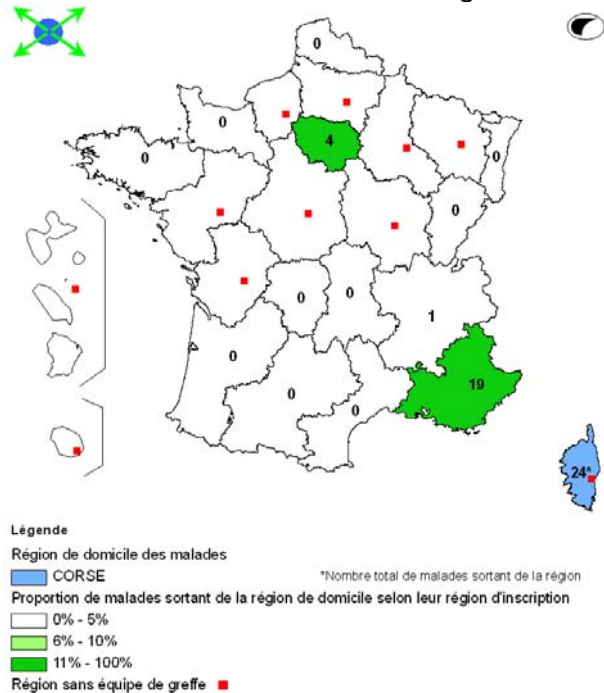 0
0
4
0
0
0
0
0
1
0
0
19
0
24*
Légende
Région de domicile des malades
CORSE *Nombre total de malades sortant de la région
Proportion de malades sortant de la région de domicile selon leur région d'inscription
0% - 5%
6% - 10%
11% - 100%
Région sans équipe de greffe